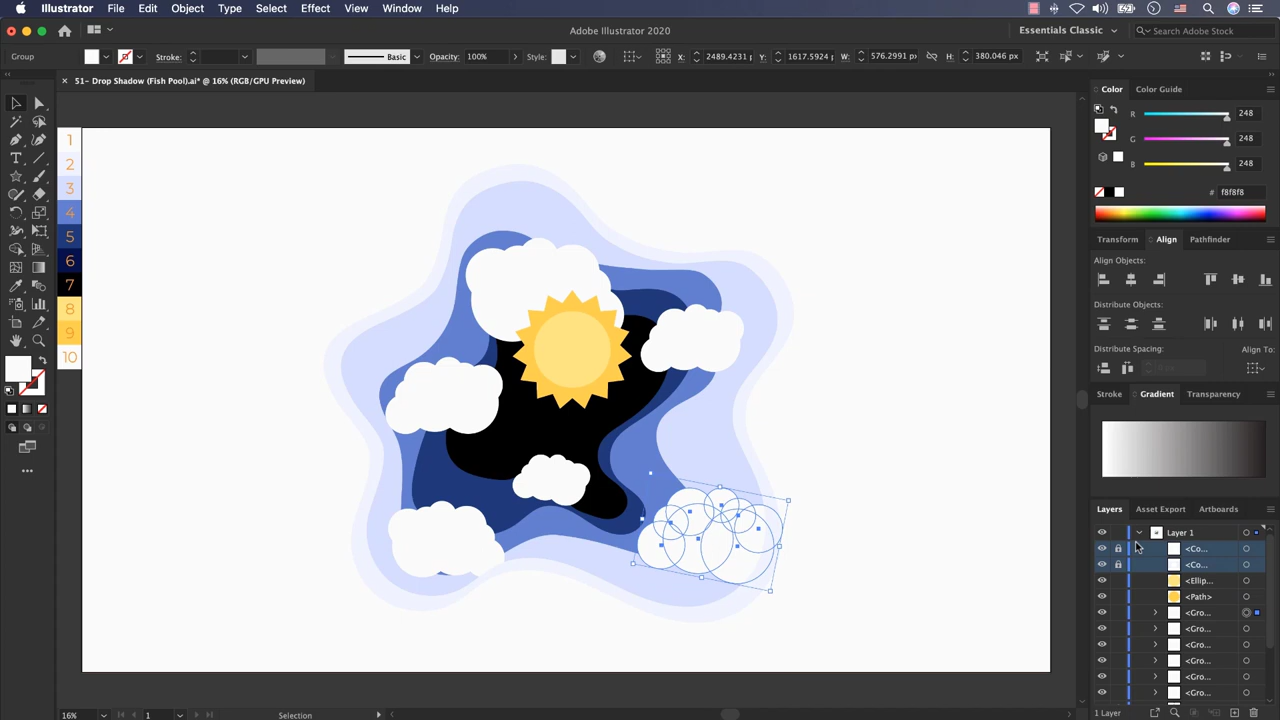 Illustrator File Edit Object Type Select Effect View Window Help
Adobe Illustrator 2020
Essentials Classic
Search Adobe Stock
Group Stroke: Basic Opacity: 100% Style: X: 2489.4231 Y: 1617.5924 W: 576.2991 H: 380.046 px
51- Drop Shadow (Fish Pool).ai* @ 16% (RGB/GPU Preview)
Color Color Guide
R 248
G 248
B 248
# f8f8f8
1
2
3
4
5
6
7
8
9
10
Transform Align Pathfinder
Align Objects:
Distribute Objects:
Distribute Spacing: Align To:
Stroke Gradient Transparency
Layers Asset Export Artboards
Layer 1
<Co...
<Co...
<Ellip...
<Path>
<Gro...
<Gro...
<Gro...
<Gro...
<Gro...
<Gro...
1 Layer
16% 1 Selection